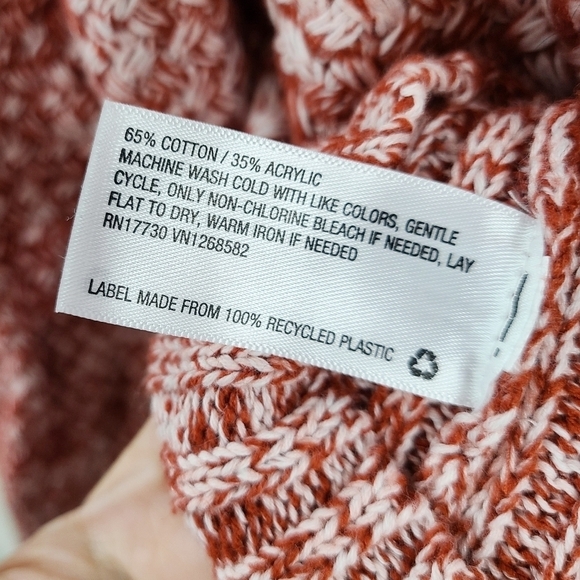 65% COTTON / 35% ACRYLIC
MACHINE WASH COLD WITH LIKE COLORS, GENTLE
CYCLE, ONLY NON-CHLORINE BLEACH IF NEEDED, LAY
FLAT TO DRY, WARM IRON IF NEEDED
RN17730 VN1268582
LABEL MADE FROM 100% RECYCLED PLASTIC